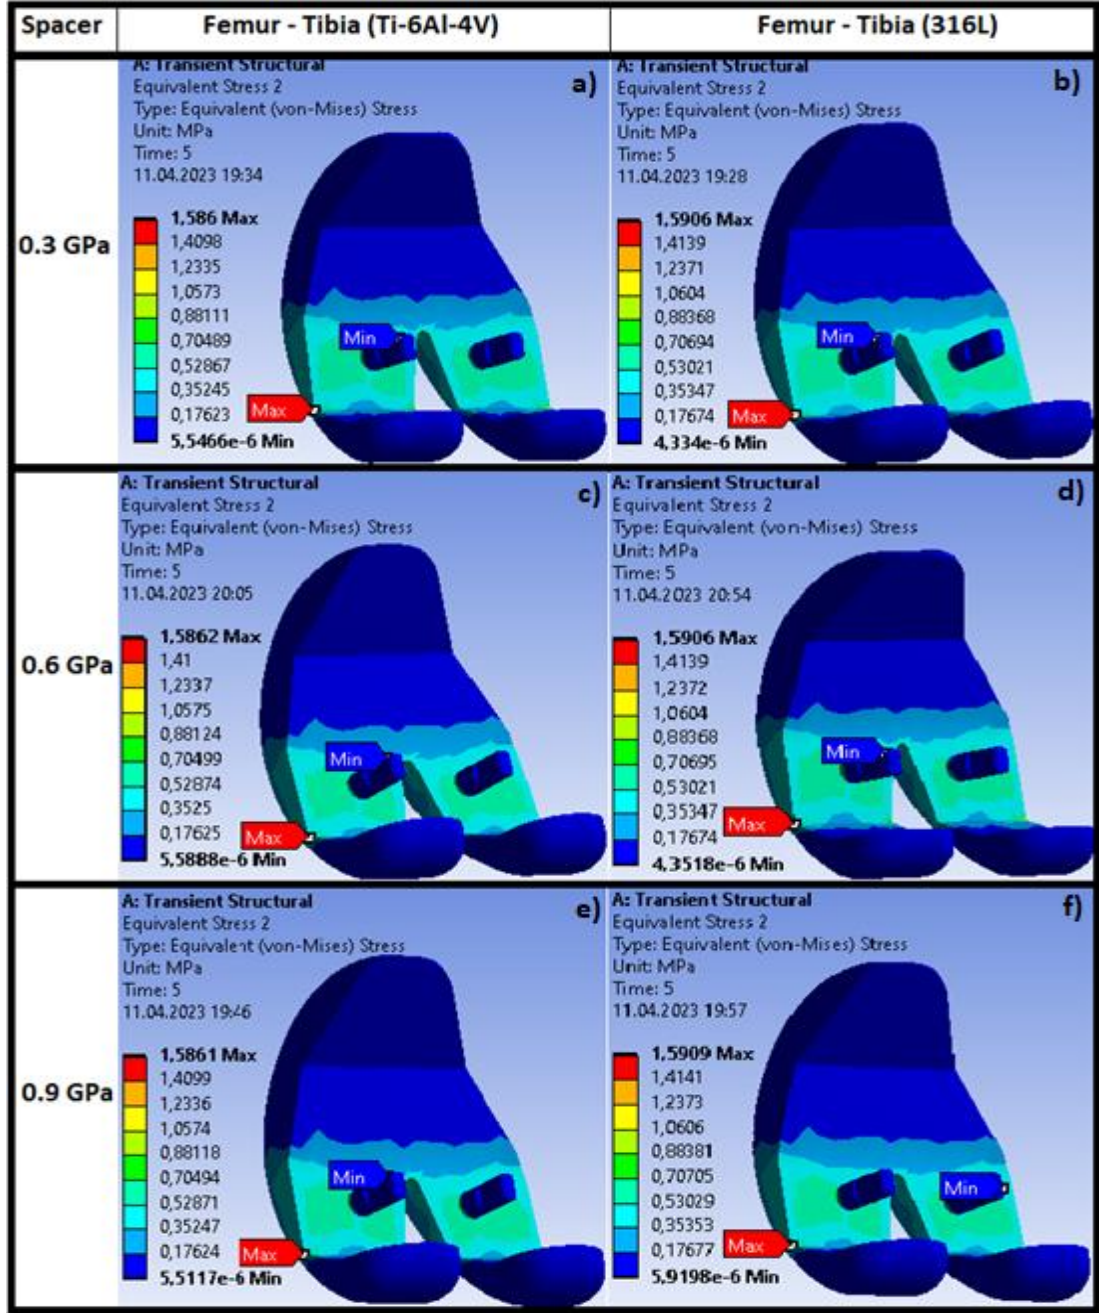 Spacer
Femur - Tibia (Ti-6Al-4V)
Femur - Tibia (316L)
0.3 GPa
A: Transient Structural
Equivalent Stress 2
Type: Equivalent (von-Mises) Stress
Unit: MPa
Time: 5
11.04.2023 19:34
a)
1,586 Max
1,4098
1,2335
1,0573
0,88111
0,70489
0,52867
0,35245
0,17623
5,5466e-6 Min
Min
Max
A: Transient Structural
Equivalent Stress 2
Type: Equivalent (von-Mises) Stress
Unit: MPa
Time: 5
11.04.2023 19:28
b)
1,5906 Max
1,4139
1,2371
1,0604
0,88368
0,70694
0,53021
0,35347
0,17674
4,334e-6 Min
Min
Max
0.6 GPa
A: Transient Structural
Equivalent Stress 2
Type: Equivalent (von-Mises) Stress
Unit: MPa
Time: 5
11.04.2023 20:05
c)
1,5862 Max
1,41
1,2337
1,0575
0,88124
0,70499
0,52874
0,3525
0,17625
5,5888e-6 Min
Min
Max
A: Transient Structural
Equivalent Stress 2
Type: Equivalent (von-Mises) Stress
Unit: MPa
Time: 5
11.04.2023 20:54
d)
1,5906 Max
1,4139
1,2372
1,0604
0,88368
0,70695
0,53021
0,35347
0,17674
4,3518e-6 Min
Min
Max
0.9 GPa
A: Transient Structural
Equivalent Stress 2
Type: Equivalent (von-Mises) Stress
Unit: MPa
Time: 5
11.04.2023 19:46
e)
1,5861 Max
1,4099
1,2336
1,0574
0,88118
0,70494
0,52871
0,35247
0,17624
5,5117e-6 Min
Min
Max
A: Transient Structural
Equivalent Stress 2
Type: Equivalent (von-Mises) Stress
Unit: MPa
Time: 5
11.04.2023 19:57
f)
1,5909 Max
1,4141
1,2373
1,0606
0,88381
0,70705
0,53029
0,35353
0,17677
5,9198e-6 Min
Min
Max